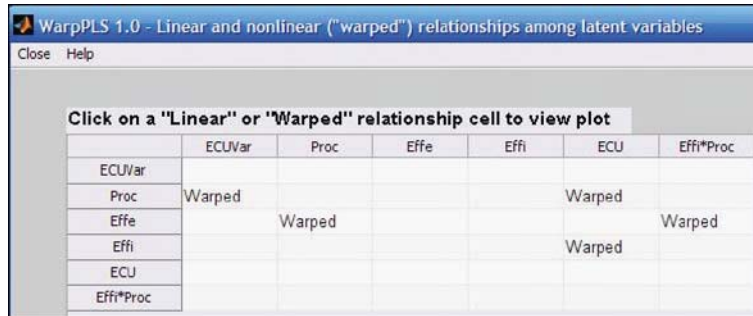 WarpPLS 1.0 - Linear and nonlinear ("warped") relationships among latent variables
Close Help
Click on a "Linear" or "Warped" relationship cell to view plot
ECUVar Proc Effe Effi ECU Effi*Proc
ECUVar
Proc Warped Warped
Effe Warped Warped
Effi Warped
ECU
Effi*Proc